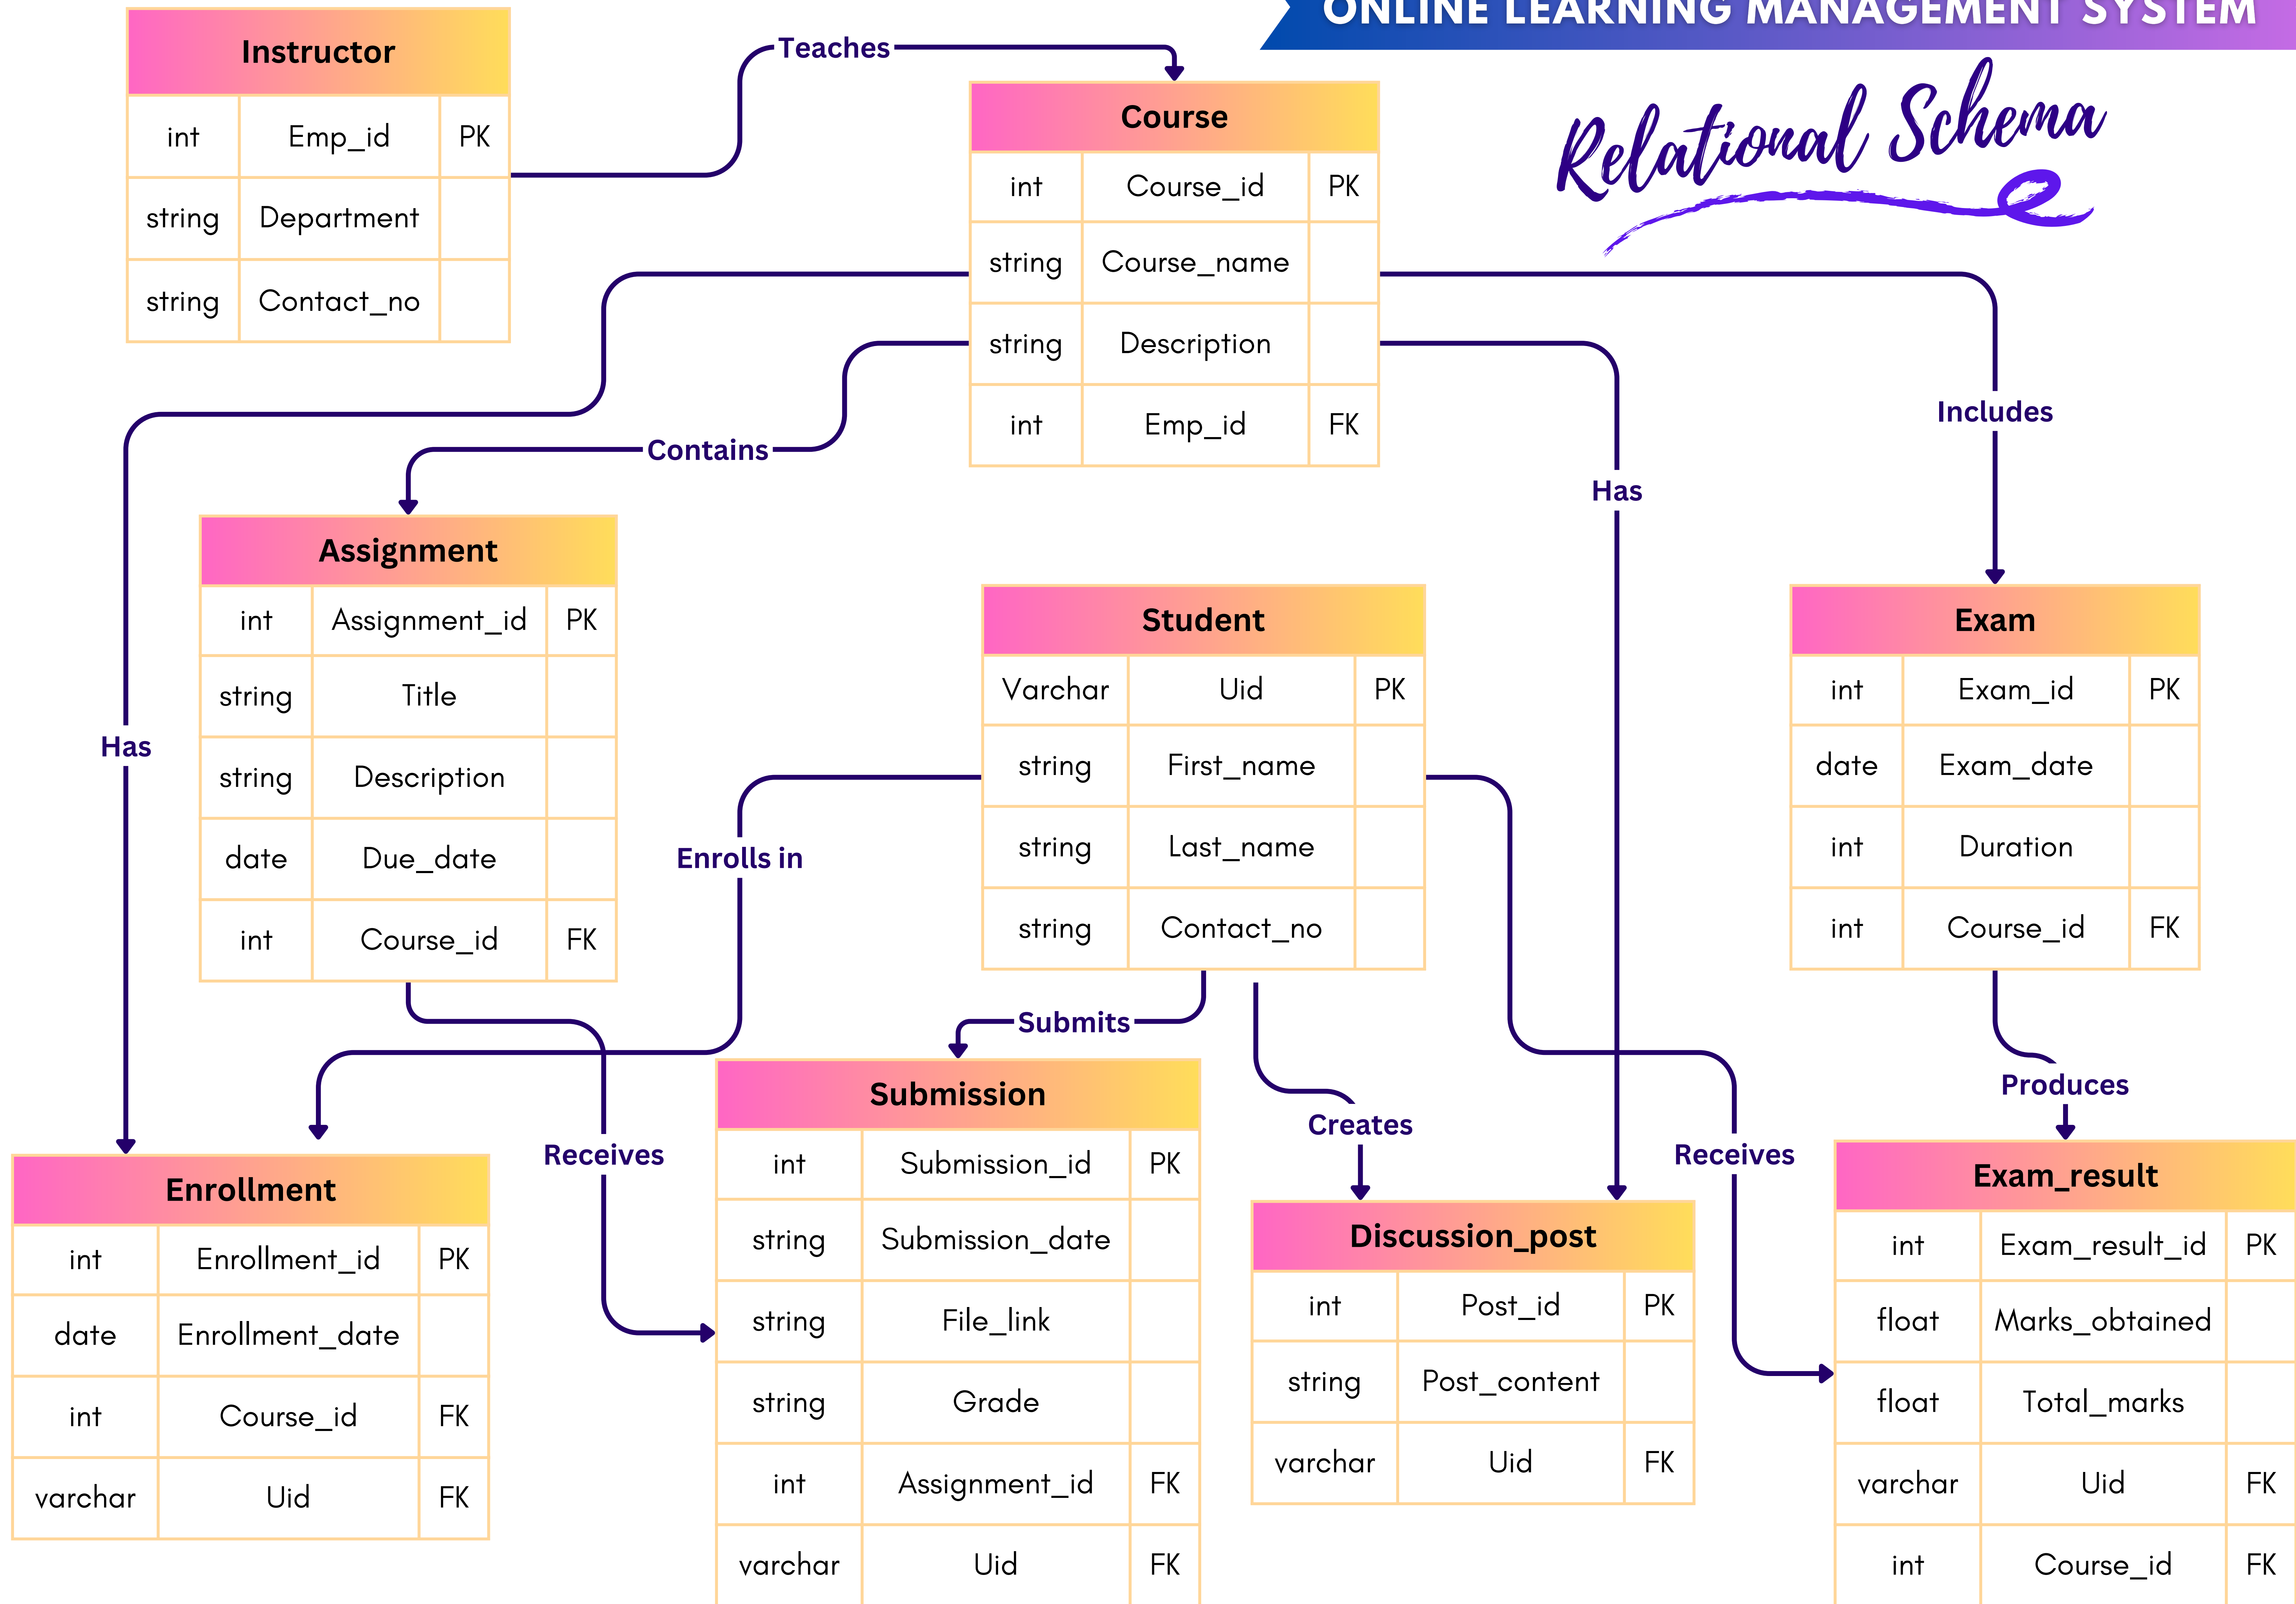 ONLINE LEARNING MANAGEMENT SYSTEM
Relational Schema
Instructor
int Emp_id PK
string Department
string Contact_no
Teaches
Course
int Course_id PK
string Course_name
string Description
int Emp_id FK
Includes
Contains
Has
Has
Assignment
int Assignment_id PK
string Title
string Description
date Due_date
int Course_id FK
Student
Varchar Uid PK
string First_name
string Last_name
string Contact_no
Exam
int Exam_id PK
date Exam_date
int Duration
int Course_id FK
Enrolls in
Submits
Receives
Creates
Receives
Produces
Enrollment
int Enrollment_id PK
date Enrollment_date
int Course_id FK
varchar Uid FK
Submission
int Submission_id PK
string Submission_date
string File_link
string Grade
int Assignment_id FK
varchar Uid FK
Discussion_post
int Post_id PK
string Post_content
varchar Uid FK
Exam_result
int Exam_result_id PK
float Marks_obtained
float Total_marks
varchar Uid FK
int Course_id FK